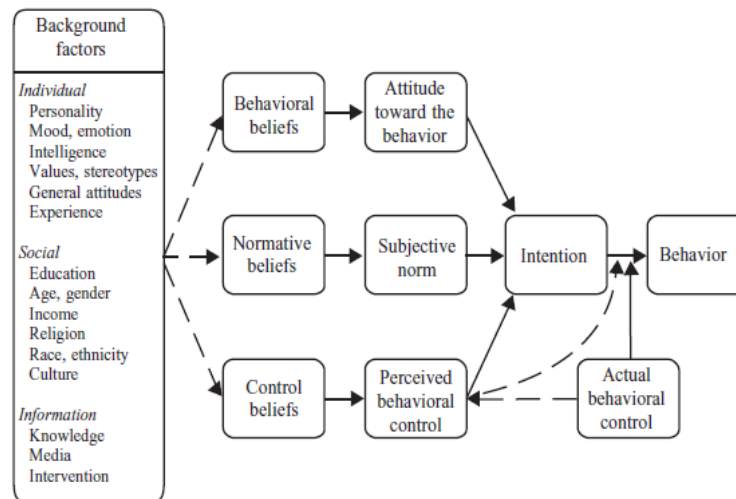 Background
factors
Individual
Personality
Mood, emotion
Intelligence
Values, stereotypes
General attitudes
Experience
Social
Education
Age, gender
Income
Religion
Race, ethnicity
Culture
Information
Knowledge
Media
Intervention
Behavioral
beliefs
Attitude
toward the
behavior
Normative
beliefs
Subjective
norm
Intention
Behavior
Control
beliefs
Perceived
behavioral
control
Actual
behavioral
control